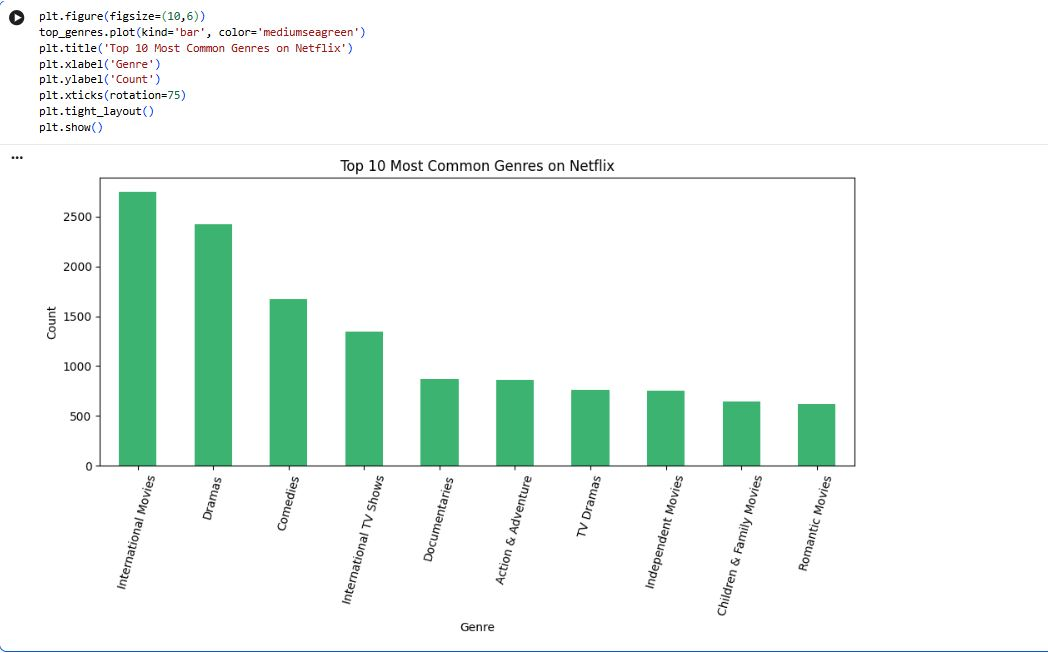 plt.figure(figsize=(10,6))
top_genres.plot(kind='bar', color='mediumseagreen')
plt.title('Top 10 Most Common Genres on Netflix')
plt.xlabel('Genre')
plt.ylabel('Count')
plt.xticks(rotation=75)
plt.tight_layout()
plt.show()
...
Top 10 Most Common Genres on Netflix
Count
2500
2000
1500
1000
500
0
International Movies
Dramas
Comedies
International TV Shows
Documentaries
Action & Adventure
TV Dramas
Independent Movies
Children & Family Movies
Romantic Movies
Genre